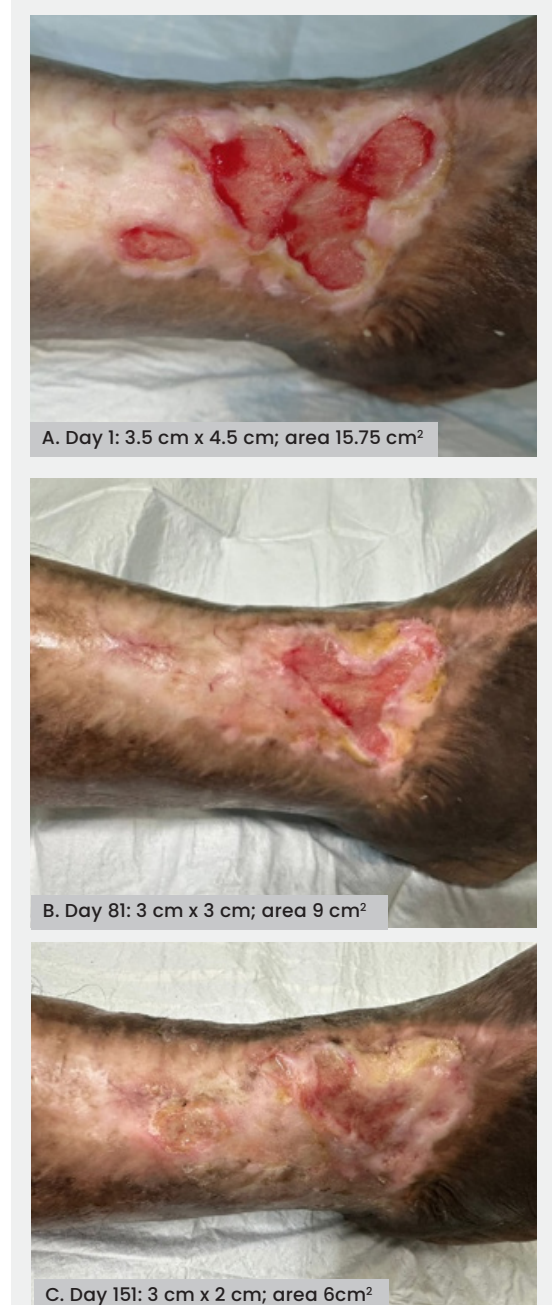 A. Day 1: 3.5 cm x 4.5 cm; area 15.75 cm²
B. Day 81: 3 cm x 3 cm; area 9 cm²
C. Day 151: 3 cm x 2 cm; area 6cm²